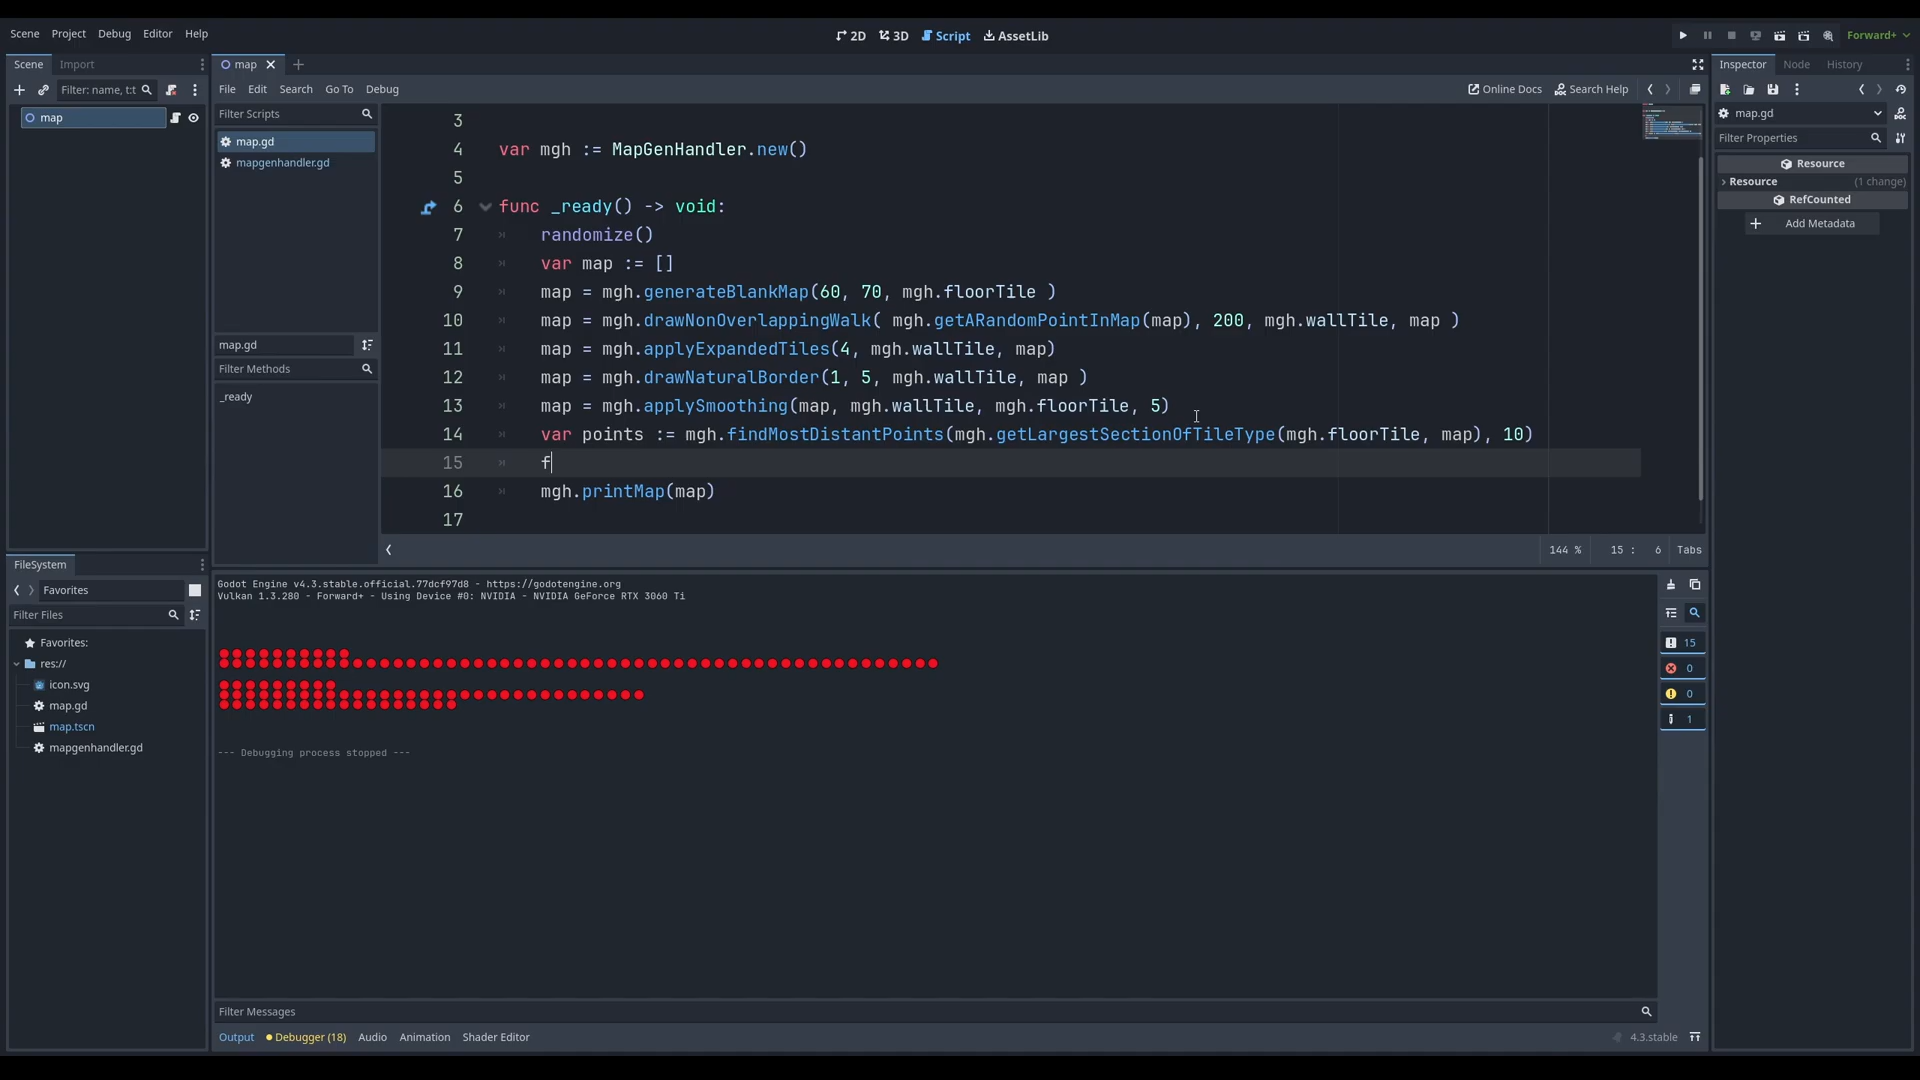 Scene Project Debug Editor Help
2D 3D Script AssetLib
Forward+
Scene Import
map
Filter: name, t:t
map
File Edit Search Go To Debug
Online Docs Search Help
Filter Scripts
map.gd
mapgenhandler.gd
map.gd
Filter Methods
_ready
3
4 var mgh := MapGenHandler.new()
5
6 func _ready() -> void:
7 randomize()
8 var map := []
9 map = mgh.generateBlankMap(60, 70, mgh.floorTile )
10 map = mgh.drawNonOverlappingWalk( mgh.getARandomPointInMap(map), 200, mgh.wallTile, map )
11 map = mgh.applyExpandedTiles(4, mgh.wallTile, map)
12 map = mgh.drawNaturalBorder(1, 5, mgh.wallTile, map )
13 map = mgh.applySmoothing(map, mgh.wallTile, mgh.floorTile, 5)
14 var points := mgh.findMostDistantPoints(mgh.getLargestSectionOfTileType(mgh.floorTile, map), 10)
15 f
16 mgh.printMap(map)
17
144 % 15 : 6 Tabs
Inspector Node History
map.gd
Filter Properties
Resource
Resource (1 change)
RefCounted
Add Metadata
FileSystem
Favorites
Filter Files
Favorites:
res://
icon.svg
map.gd
map.tscn
mapgenhandler.gd
Godot Engine v4.3.stable.official.77dcf97d8 - https://godotengine.org
Vulkan 1.3.280 - Forward+ - Using Device #0: NVIDIA - NVIDIA GeForce RTX 3060 Ti
--- Debugging process stopped ---
15
0
0
1
Filter Messages
Output Debugger (18) Audio Animation Shader Editor
4.3.stable